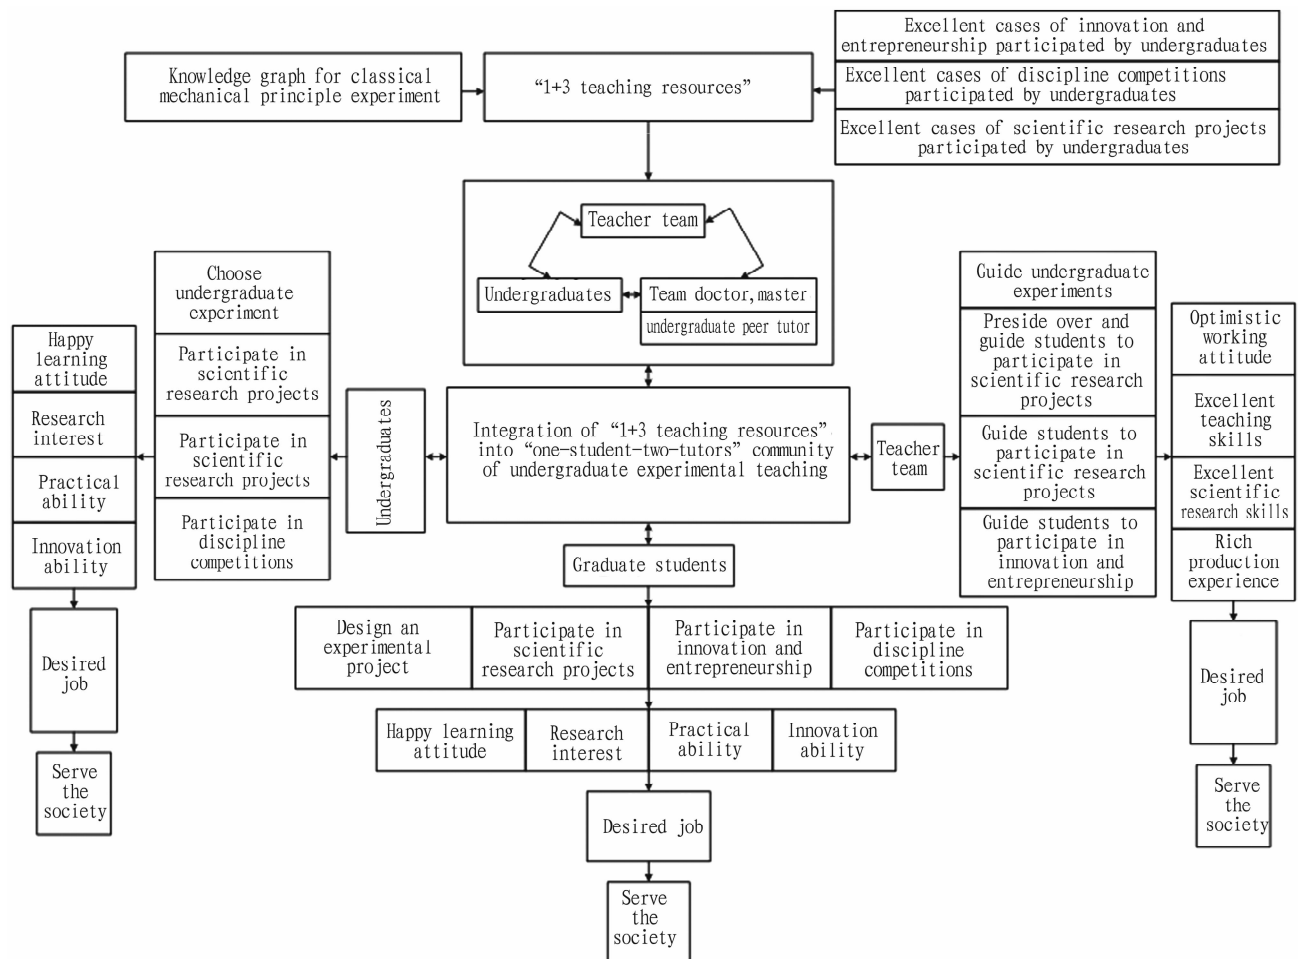 Excellent cases of innovation and
entrepreneurship participated by undergraduates
Knowledge graph for classical
mechanical principle experiment
“1+3 teaching resources”
Excellent cases of discipline competitions
participated by undergraduates
Excellent cases of scientific research projects
participated by undergraduates
Teacher team
Undergraduates
Team doctor, master
undergraduate peer tutor
Happy
learning
attitude
Research
interest
Practical
ability
Innovation
ability
Choose
undergraduate
experiment
Participate in
scientific
research projects
Participate in
scientific
research projects
Participate in
discipline
competitions
Undergraduates
Integration of “1+3 teaching resources”
into “one-student-two-tutors” community
of undergraduate experimental teaching
Teacher
team
Guide undergraduate
experiments
Preside over and
guide students to
participate in
scientific research
projects
Guide students to
participate in
scientific research
projects
Guide students to
participate in
innovation and
entrepreneurship
Optimistic
working
attitude
Excellent
teaching
skills
Excellent
scientific
research skills
Rich
production
experience
Graduate students
Design an
experimental
project
Participate in
scientific
research projects
Participate in
innovation and
entrepreneurship
Participate in
discipline
competitions
Happy learning
attitude
Research
interest
Practical
ability
Innovation
ability
Desired
job
Serve
the
society
Desired job
Serve
the
society
Desired
job
Serve
the
society